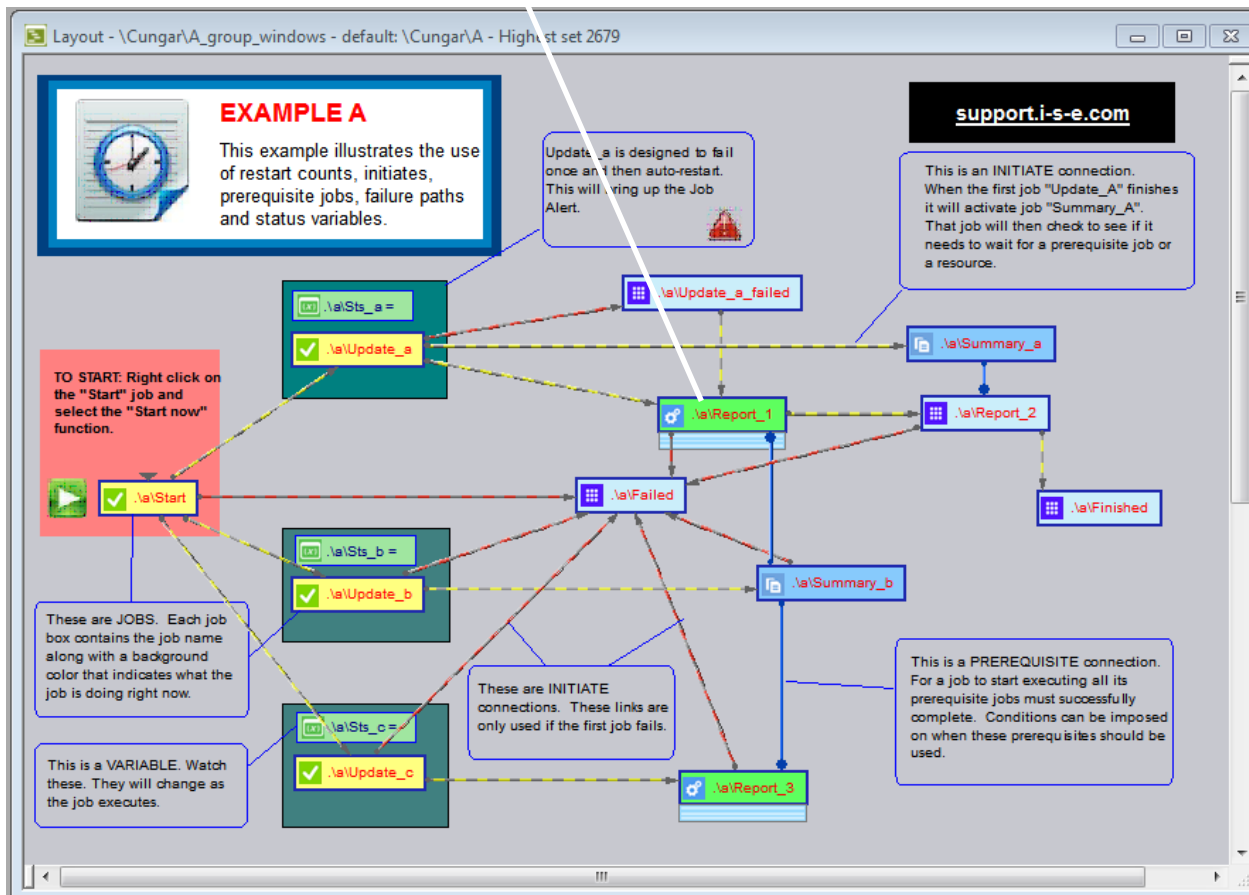 Layout - \Cungar\A_group_windows - default: \Cungar\A - Highest set 2679
EXAMPLE A
This example illustrates the use
of restart counts, initiates,
prerequisite jobs, failure paths
and status variables.
support.i-s-e.com
Update_a is designed to fail
once and then auto-restart.
This will bring up the Job
Alert.
This is an INITIATE connection.
When the first job "Update_A" finishes
it will activate job "Summary_A".
That job will then check to see if it
needs to wait for a prerequisite job or
a resource.
.\a\Sts_a =
.\a\Update_a
.\a\Update_a_failed
.\a\Summary_a
TO START: Right click on
the "Start" job and
select the "Start now"
function.
.\a\Report_1
.\a\Report_2
.\a\Start
.\a\Failed
.\a\Finished
.\a\Sts_b =
.\a\Update_b
.\a\Summary_b
These are JOBS. Each job
box contains the job name
along with a background
color that indicates what the
job is doing right now.
These are INITIATE
connections. These links are
only used if the first job fails.
This is a PREREQUISITE connection.
For a job to start executing all its
prerequisite jobs must successfully
complete. Conditions can be imposed
on when these prerequisites should be
used.
.\a\Sts_c =
.\a\Update_c
.\a\Report_3
This is a VARIABLE. Watch
these. They will change as
the job executes.